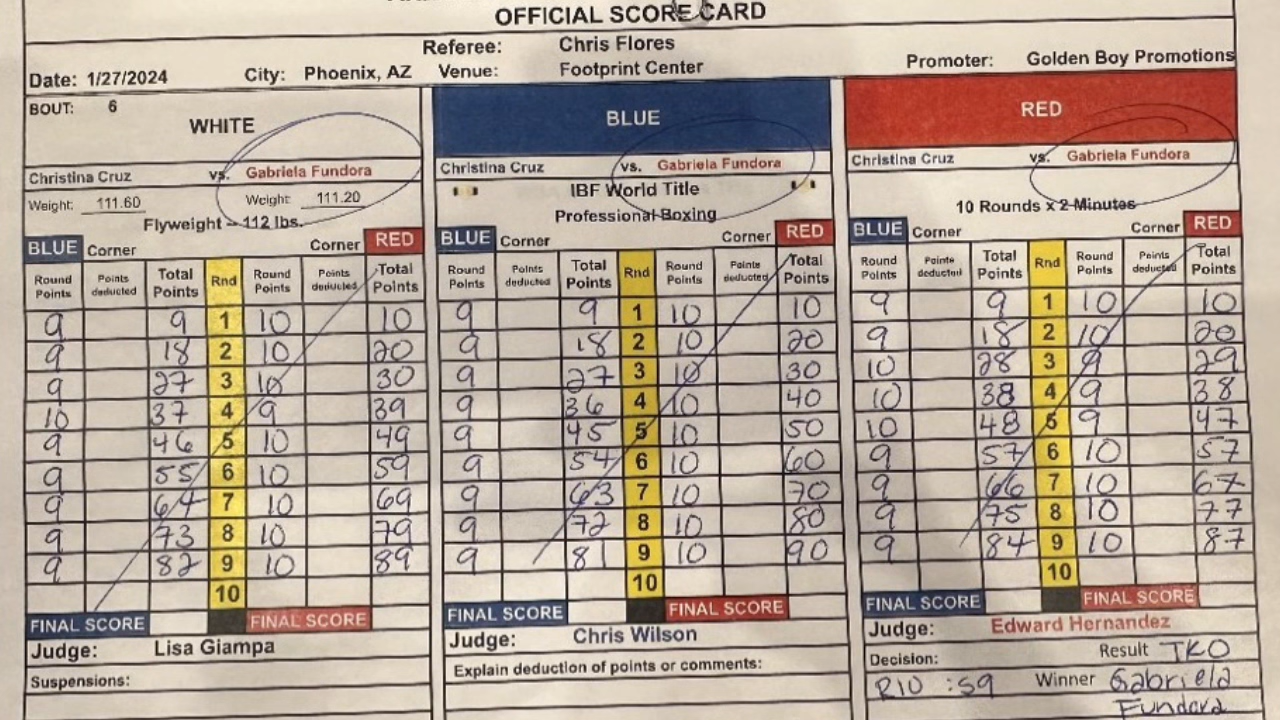 OFFICIAL SCORE CARD
Referee: Chris Flores
Date: 1/27/2024 City: Phoenix, AZ Venue: Footprint Center Promoter: Golden Boy Promotions
BOUT: 6
WHITE BLUE RED
Christina Cruz vs. Gabriela Fundora Christina Cruz vs. Gabriela Fundora Christina Cruz vs. Gabriela Fundora
Weight: 111.60 Weight: 111.20 IBF World Title
Flyweight – 112 lbs. Professional Boxing 10 Rounds x 2 Minutes
BLUE Corner Corner RED BLUE Corner Corner RED BLUE Corner Corner RED
Round Points Points deducted Total Points Rnd Round Points Points deducted Total Points Round Points Points deducted Total Points Rnd Round Points Points deducted Total Points Round Points Points deducted Total Points Rnd Round Points Points deducted Total Points
9 9 1 10 10 9 9 1 10 10 9 9 1 10 10
9 18 2 10 20 9 18 2 10 20 9 18 2 10 20
9 27 3 10 30 9 27 3 10 30 10 28 3 9 29
10 37 4 9 39 9 36 4 10 40 10 38 4 9 38
9 46 5 10 49 9 45 5 10 50 10 48 5 9 47
9 55 6 10 59 9 54 6 10 60 9 57 6 10 57
9 64 7 10 69 9 63 7 10 70 9 66 7 10 67
9 73 8 10 79 9 72 8 10 80 9 75 8 10 77
9 82 9 10 89 9 81 9 10 90 9 84 9 10 87
10 10 10
FINAL SCORE FINAL SCORE FINAL SCORE FINAL SCORE FINAL SCORE FINAL SCORE
Judge: Lisa Giampa Judge: Chris Wilson Judge: Edward Hernandez
Suspensions: Explain deduction of points or comments: Decision: Result TKO
R10 :59 Winner Gabriela
Fundora